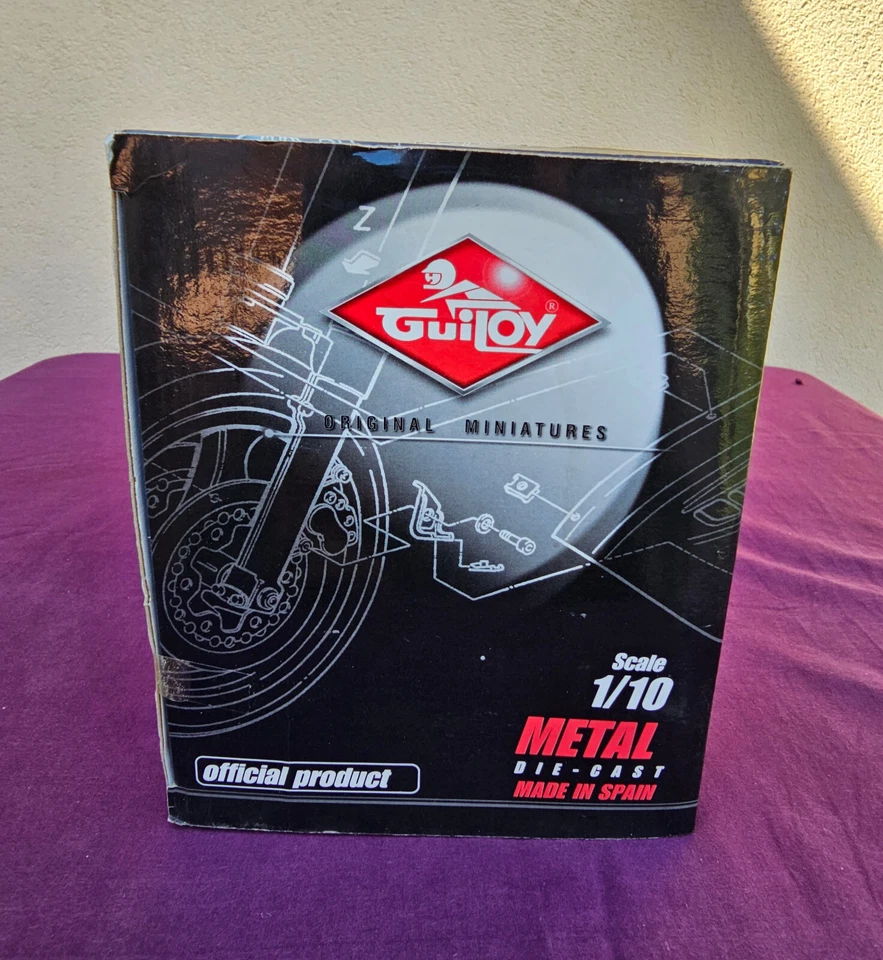 Z
GUILOY®
ORIGINAL MINIATURES
Scale
1/10
METAL
DIE-CAST
MADE IN SPAIN
official product